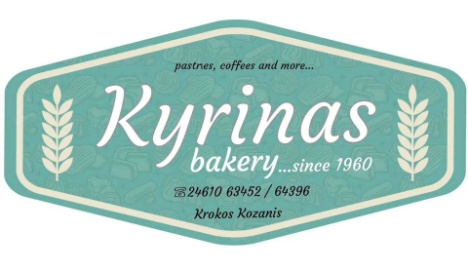 pastries, coffees and more...
Kyrinas
bakery...since 1960
☏24610 63452 / 64396
Krokos Kozanis